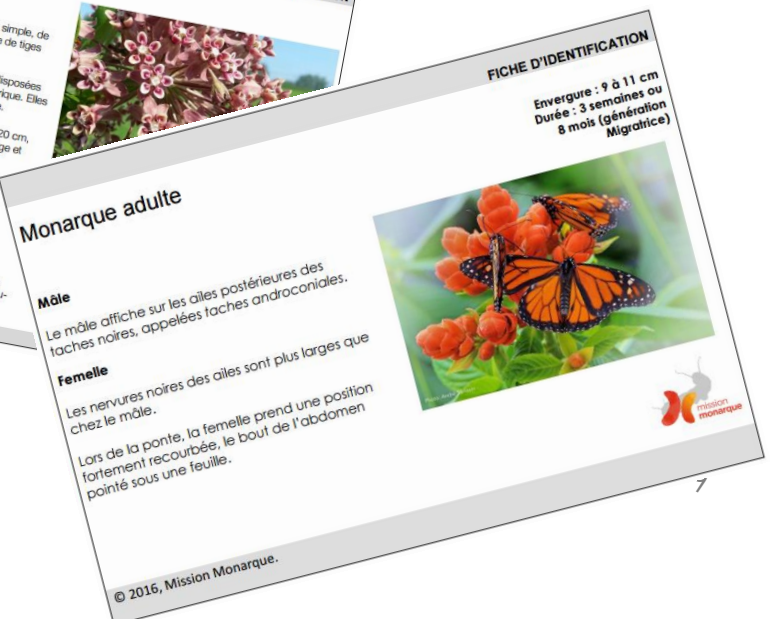 simple, de
e de tiges
isposées
rique. Elles
20 cm,
ge et
FICHE D'IDENTIFICATION
Envergure : 9 à 11 cm
Durée : 3 semaines ou
8 mois (génération
Migratrice)
Monarque adulte
Mâle
Le mâle affiche sur les ailes postérieures des
taches noires, appelées taches androconiales.
Femelle
Les nervures noires des ailes sont plus larges que
chez le mâle.
Lors de la ponte, la femelle prend une position
fortement recourbée, le bout de l'abdomen
pointé sous une feuille.
mission
monarque
7
© 2016, Mission Monarque.